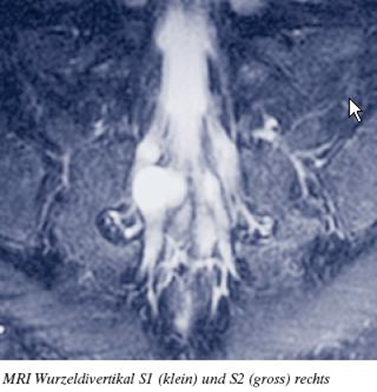 MRI Wurzeldivertikal S1 (klein) und S2 (gross) rechts